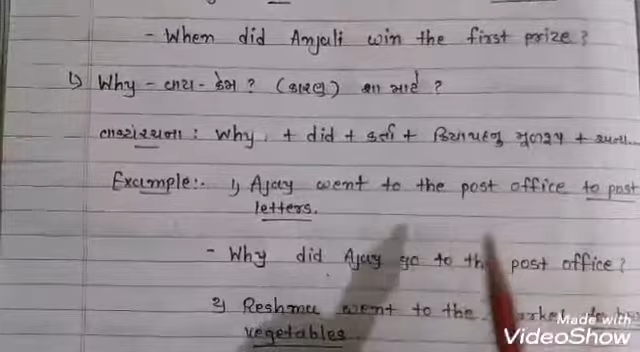 - When did Anjali win the first prize?
Why - વાય - કેમ? (કારણ) શા માટે?
વાક્યરચના: Why + did + કર્તા + ક્રિયાપદનું મૂળરૂપ + અન્ય...
Example:- 1) Ajay went to the post office to post
letters.
- Why did Ajay go to the post office?
2) Reshma went to the
vegetables
Made with
VideoShow